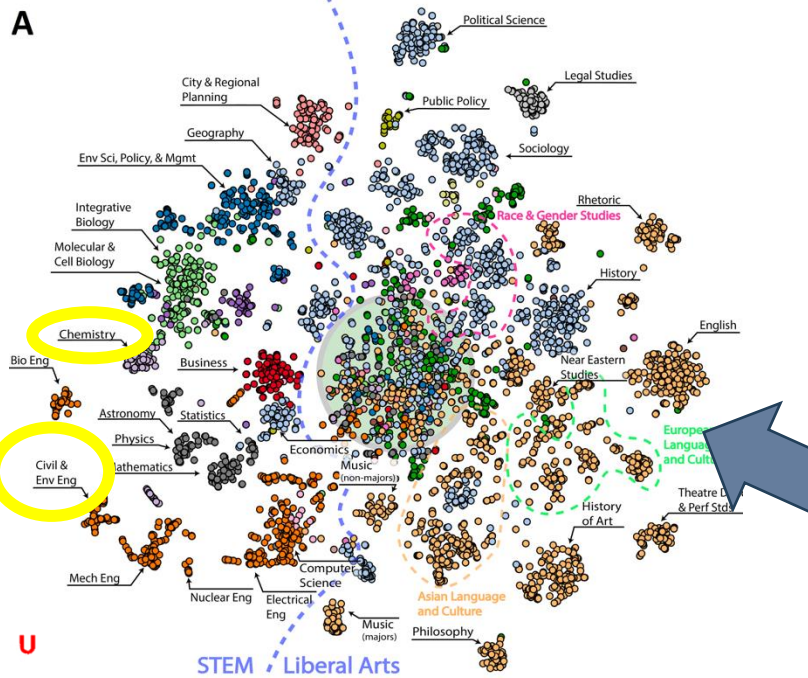 A
Political Science
City & Regional
Planning
Legal Studies
Public Policy
Geography
Sociology
Env Sci, Policy, & Mgmt
Rhetoric
Integrative
Biology
Race & Gender Studies
Molecular &
Cell Biology
History
Chemistry
English
Bio Eng
Business
Near Eastern
Studies
Astronomy
Statistics
Physics
Economics
Civil &
Env Eng
Music
(non-majors)
Language
and
Theatre
& Perf Stds
History
of Art
Mech Eng
Nuclear Eng
Computer
Science
Electrical
Eng
Asian Language
and Culture
Music
(majors)
Philosophy
U
STEM
Liberal Arts